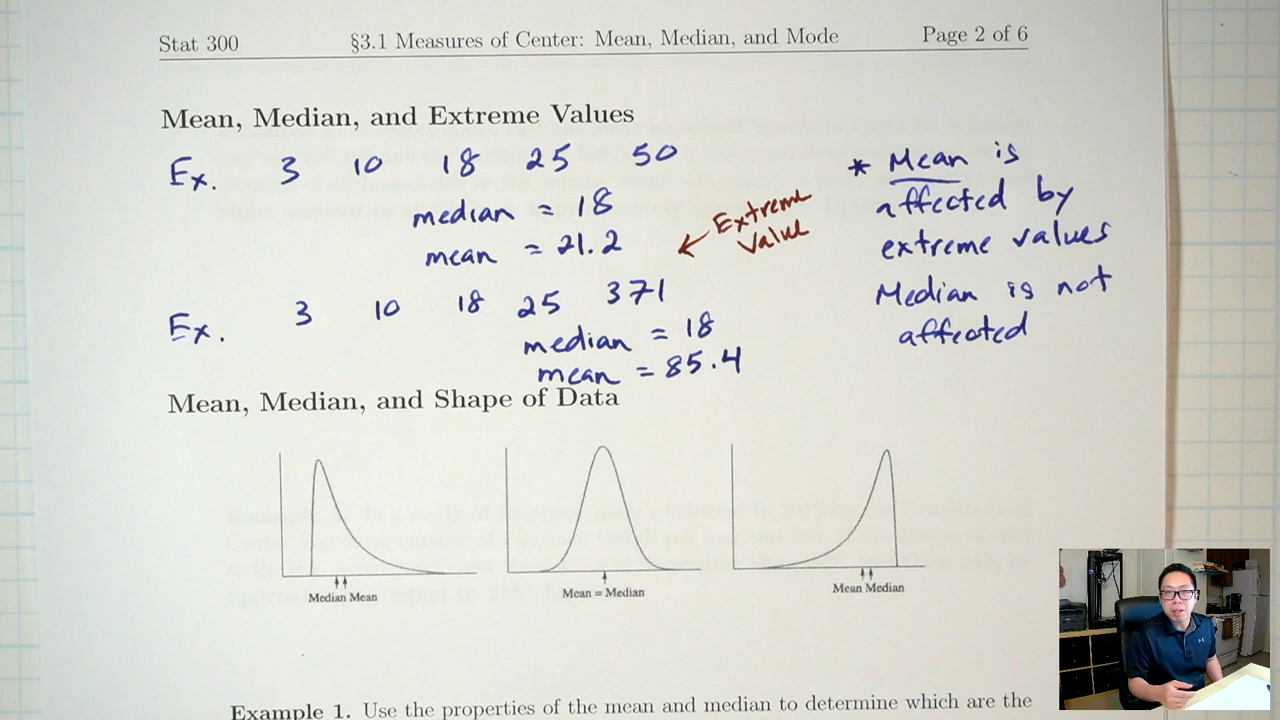 Stat 300 §3.1 Measures of Center: Mean, Median, and Mode Page 2 of 6
Mean, Median, and Extreme Values
Ex. 3 10 18 25 50
median = 18
mean = 21.2
← Extreme
Value
Ex. 3 10 18 25 371
median = 18
mean = 85.4
* Mean is
affected by
extreme values
Median is not
affected
Mean, Median, and Shape of Data
Median Mean
Mean = Median
Mean Median
Example 1. Use the properties of the mean and median to determine which are the